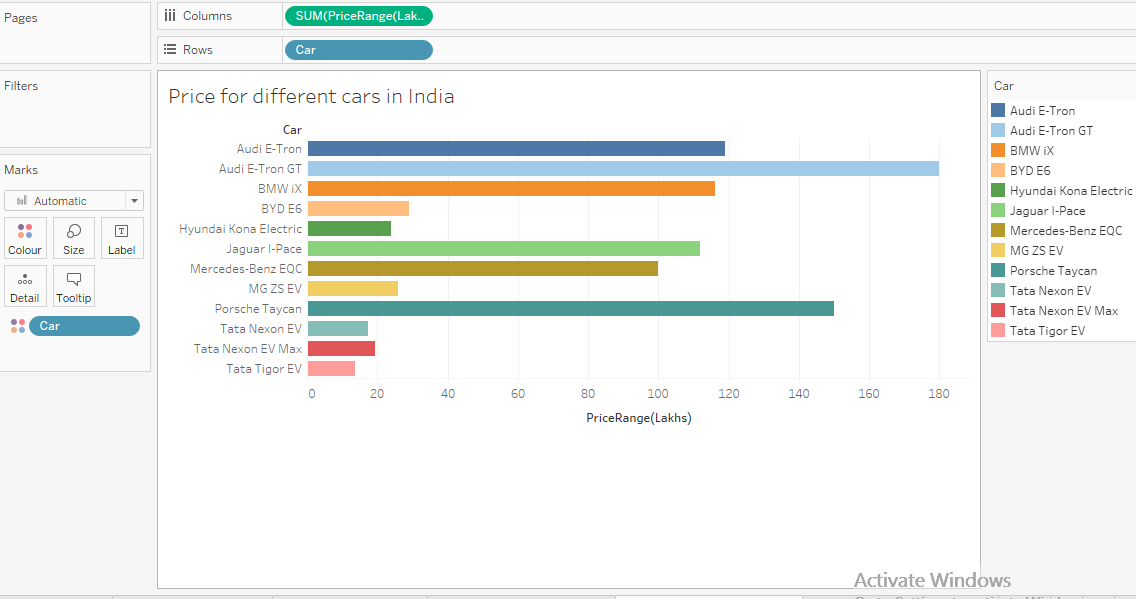 Pages
Columns
SUM(PriceRange(Lak..
Rows
Car
Filters
Marks
Automatic
Colour
Size
Label
Detail
Tooltip
Car
Price for different cars in India
Car
Audi E-Tron
Audi E-Tron GT
BMW iX
BYD E6
Hyundai Kona Electric
Jaguar I-Pace
Mercedes-Benz EQC
MG ZS EV
Porsche Taycan
Tata Nexon EV
Tata Nexon EV Max
Tata Tigor EV
0 20 40 60 80 100 120 140 160 180
PriceRange(Lakhs)
Car
Audi E-Tron
Audi E-Tron GT
BMW iX
BYD E6
Hyundai Kona Electric
Jaguar I-Pace
Mercedes-Benz EQC
MG ZS EV
Porsche Taycan
Tata Nexon EV
Tata Nexon EV Max
Tata Tigor EV
Activate Windows